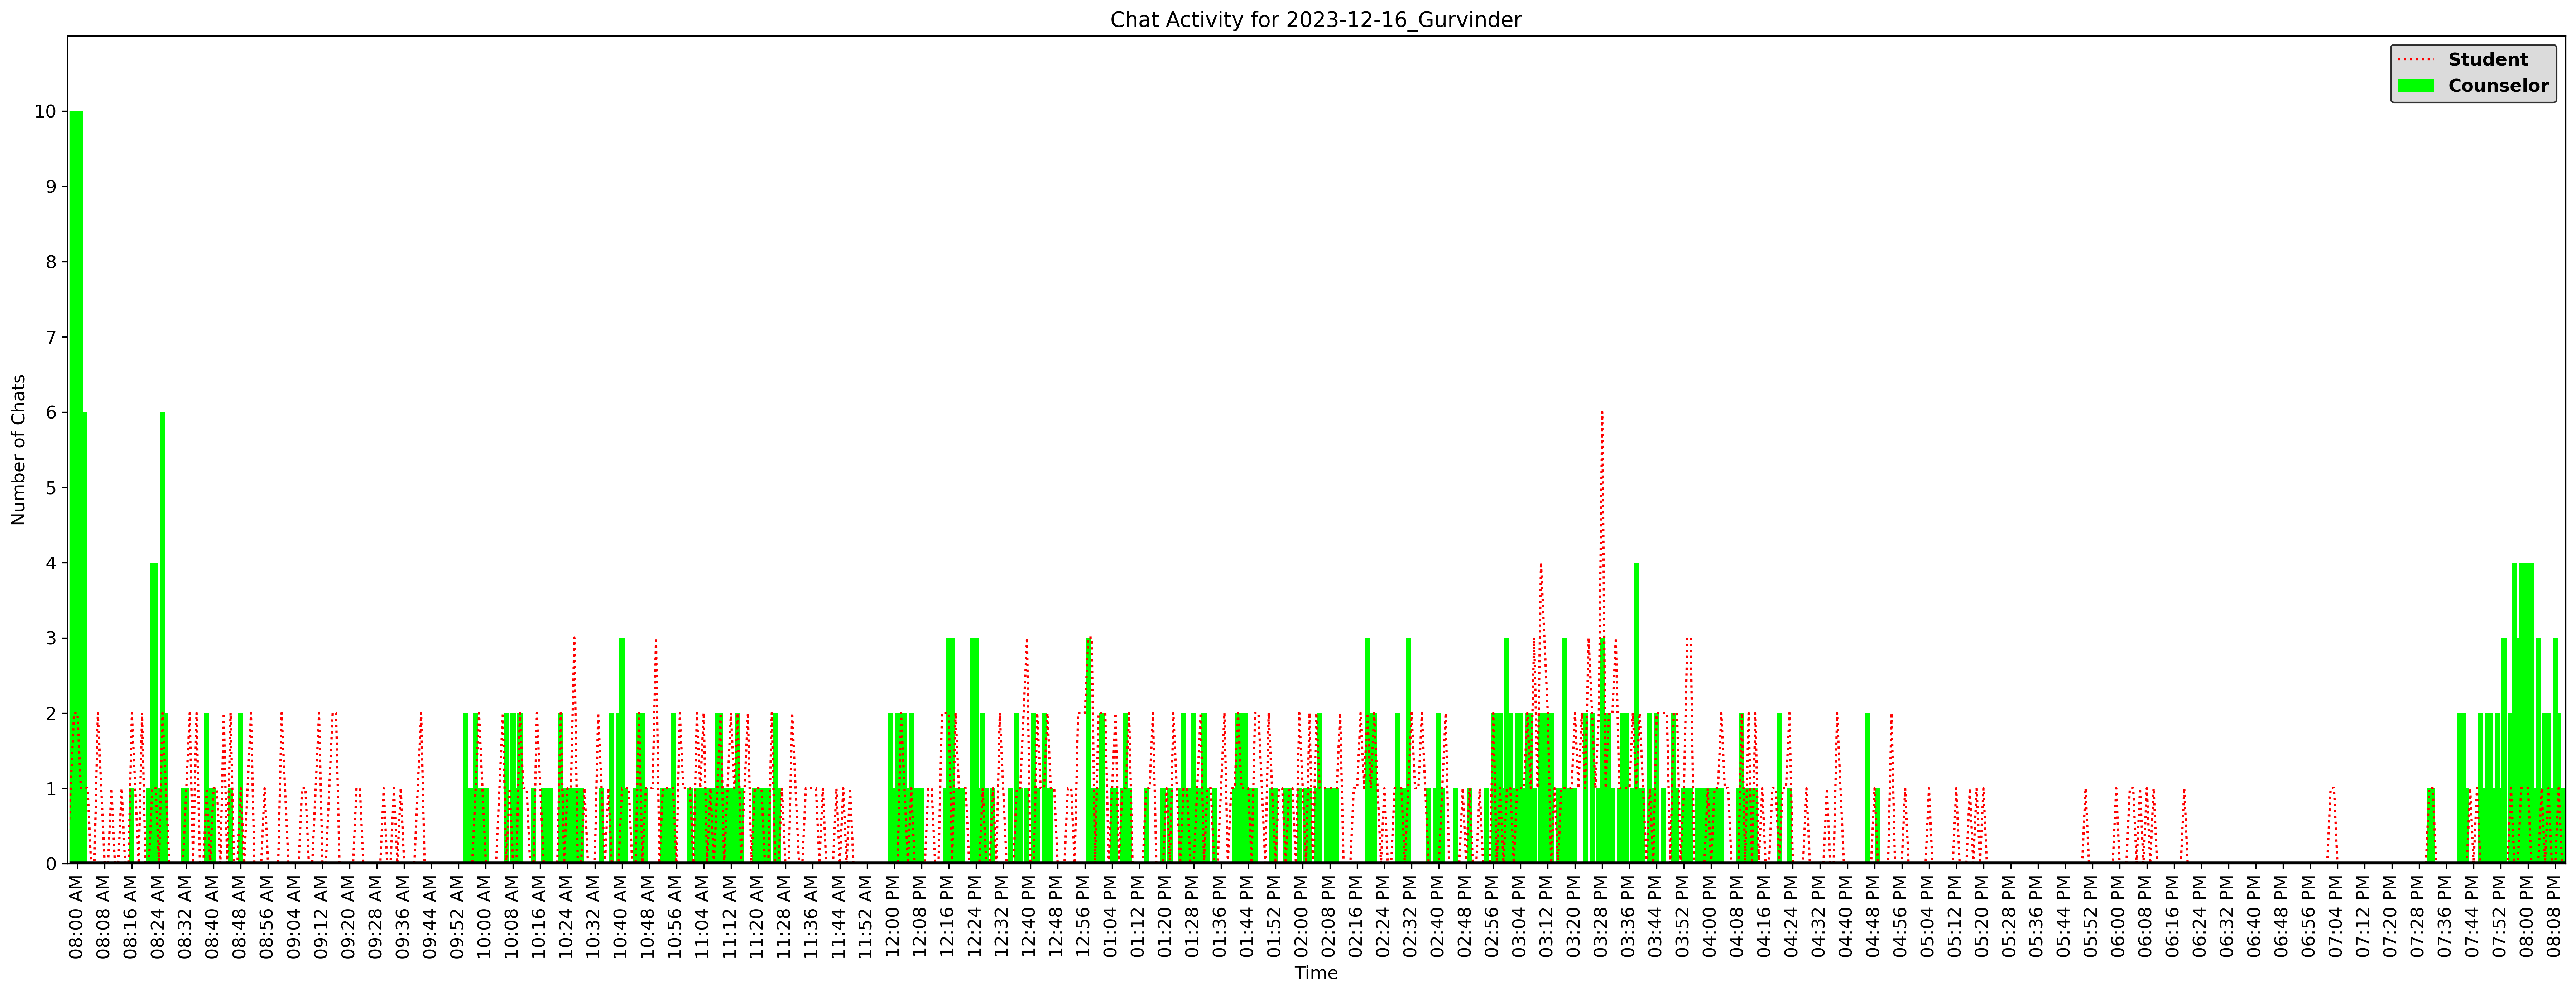 Chat Activity for 2023-12-16_Gurvinder
Student
Counselor
Number of Chats
10
9
8
7
6
5
4
3
2
1
0
08:00 AM
08:08 AM
08:16 AM
08:24 AM
08:32 AM
08:40 AM
08:48 AM
08:56 AM
09:04 AM
09:12 AM
09:20 AM
09:28 AM
09:36 AM
09:44 AM
09:52 AM
10:00 AM
10:08 AM
10:16 AM
10:24 AM
10:32 AM
10:40 AM
10:48 AM
10:56 AM
11:04 AM
11:12 AM
11:20 AM
11:28 AM
11:36 AM
11:44 AM
11:52 AM
12:00 PM
12:08 PM
12:16 PM
12:24 PM
12:32 PM
12:40 PM
12:48 PM
12:56 PM
01:04 PM
01:12 PM
01:20 PM
01:28 PM
01:36 PM
01:44 PM
01:52 PM
02:00 PM
02:08 PM
02:16 PM
02:24 PM
02:32 PM
02:40 PM
02:48 PM
02:56 PM
03:04 PM
03:12 PM
03:20 PM
03:28 PM
03:36 PM
03:44 PM
03:52 PM
04:00 PM
04:08 PM
04:16 PM
04:24 PM
04:32 PM
04:40 PM
04:48 PM
04:56 PM
05:04 PM
05:12 PM
05:20 PM
05:28 PM
05:36 PM
05:44 PM
05:52 PM
06:00 PM
06:08 PM
06:16 PM
06:24 PM
06:32 PM
06:40 PM
06:48 PM
06:56 PM
07:04 PM
07:12 PM
07:20 PM
07:28 PM
07:36 PM
07:44 PM
07:52 PM
08:00 PM
08:08 PM
Time